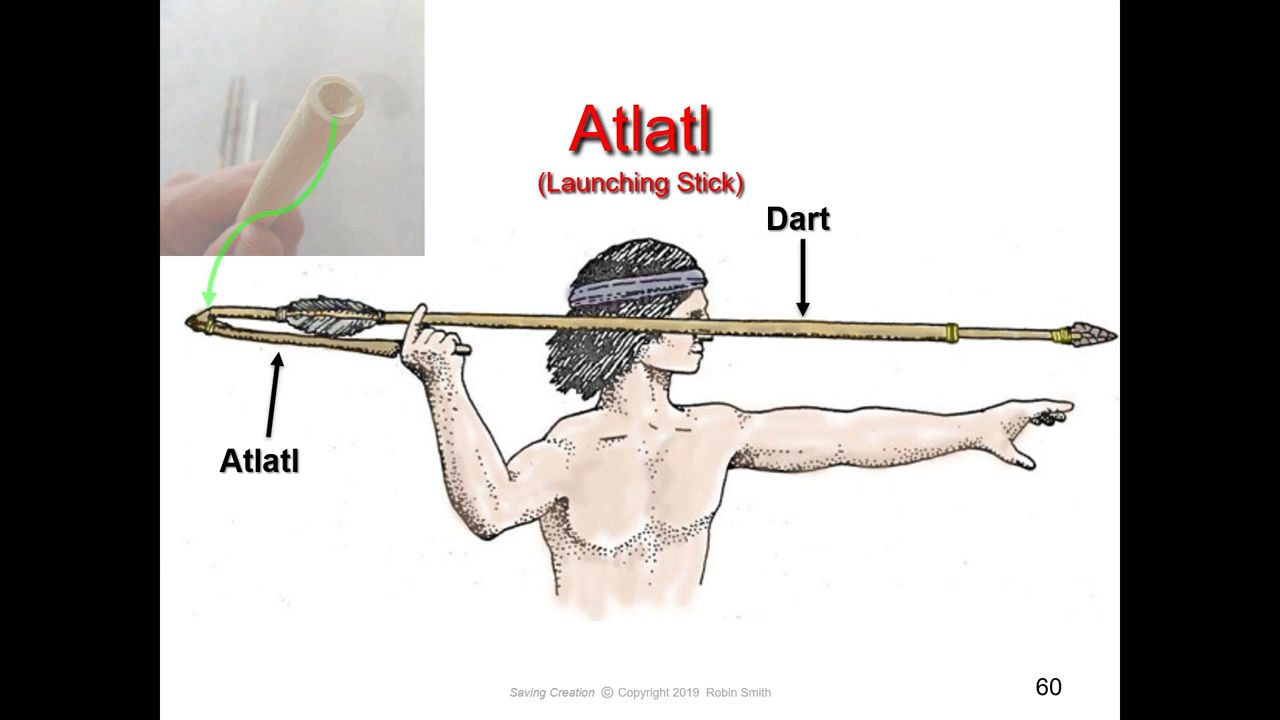 Atlatl
(Launching Stick)
Dart
Atlatl
Saving Creation © Copyright 2019 Robin Smith
60